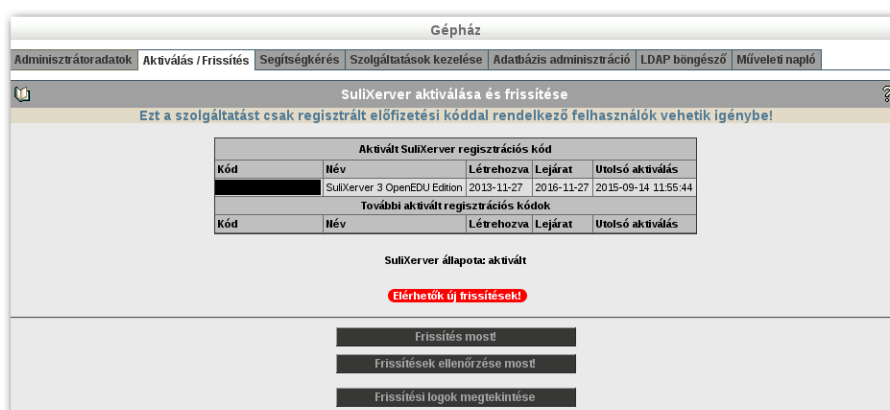 Gépház
Adminisztrátoradatok Aktiválás / Frissítés Segítségkérés Szolgáltatások kezelése Adatbázis adminisztráció LDAP böngésző Műveleti napló
SuliXerver aktiválása és frissítése ?
Ezt a szolgáltatást csak regisztrált előfizetési kóddal rendelkező felhasználók vehetik igénybe!
Aktivált SuliXerver regisztrációs kód
Kód Név Létrehozva Lejárat Utolsó aktiválás
SuliXerver 3 OpenEDU Edition 2013-11-27 2016-11-27 2015-09-14 11:55:44
További aktivált regisztrációs kódok
Kód Név Létrehozva Lejárat Utolsó aktiválás
SuliXerver állapota: aktivált
Elérhetők új frissítések!
Frissítés most!
Frissítések ellenőrzése most!
Frissítési logok megtekintése